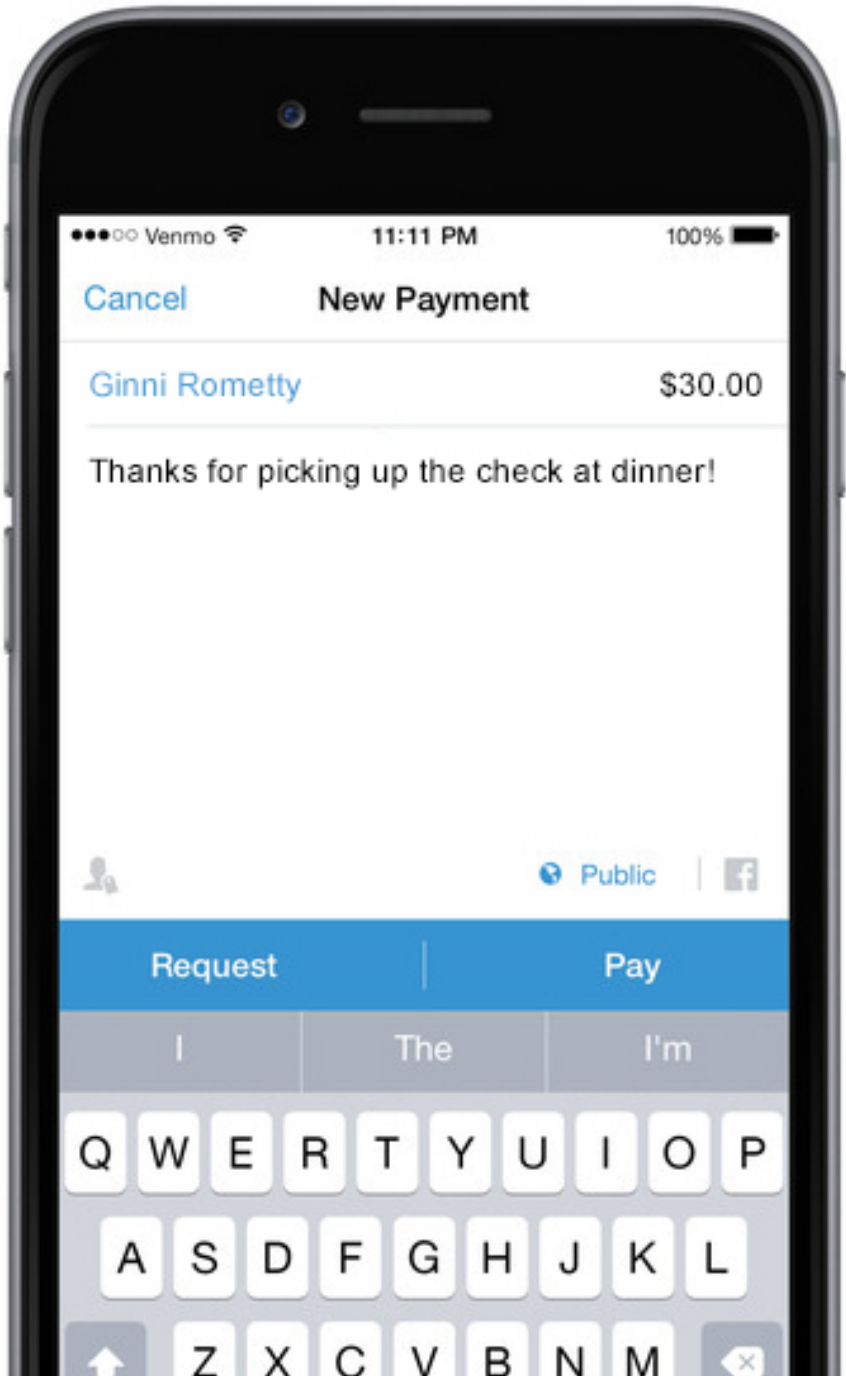 Venmo 11:11 PM 100%
Cancel New Payment
Ginni Rometty $30.00
Thanks for picking up the check at dinner!
Public f
Request Pay
I The I'm
Q W E R T Y U I O P
A S D F G H J K L
Z X C V B N M